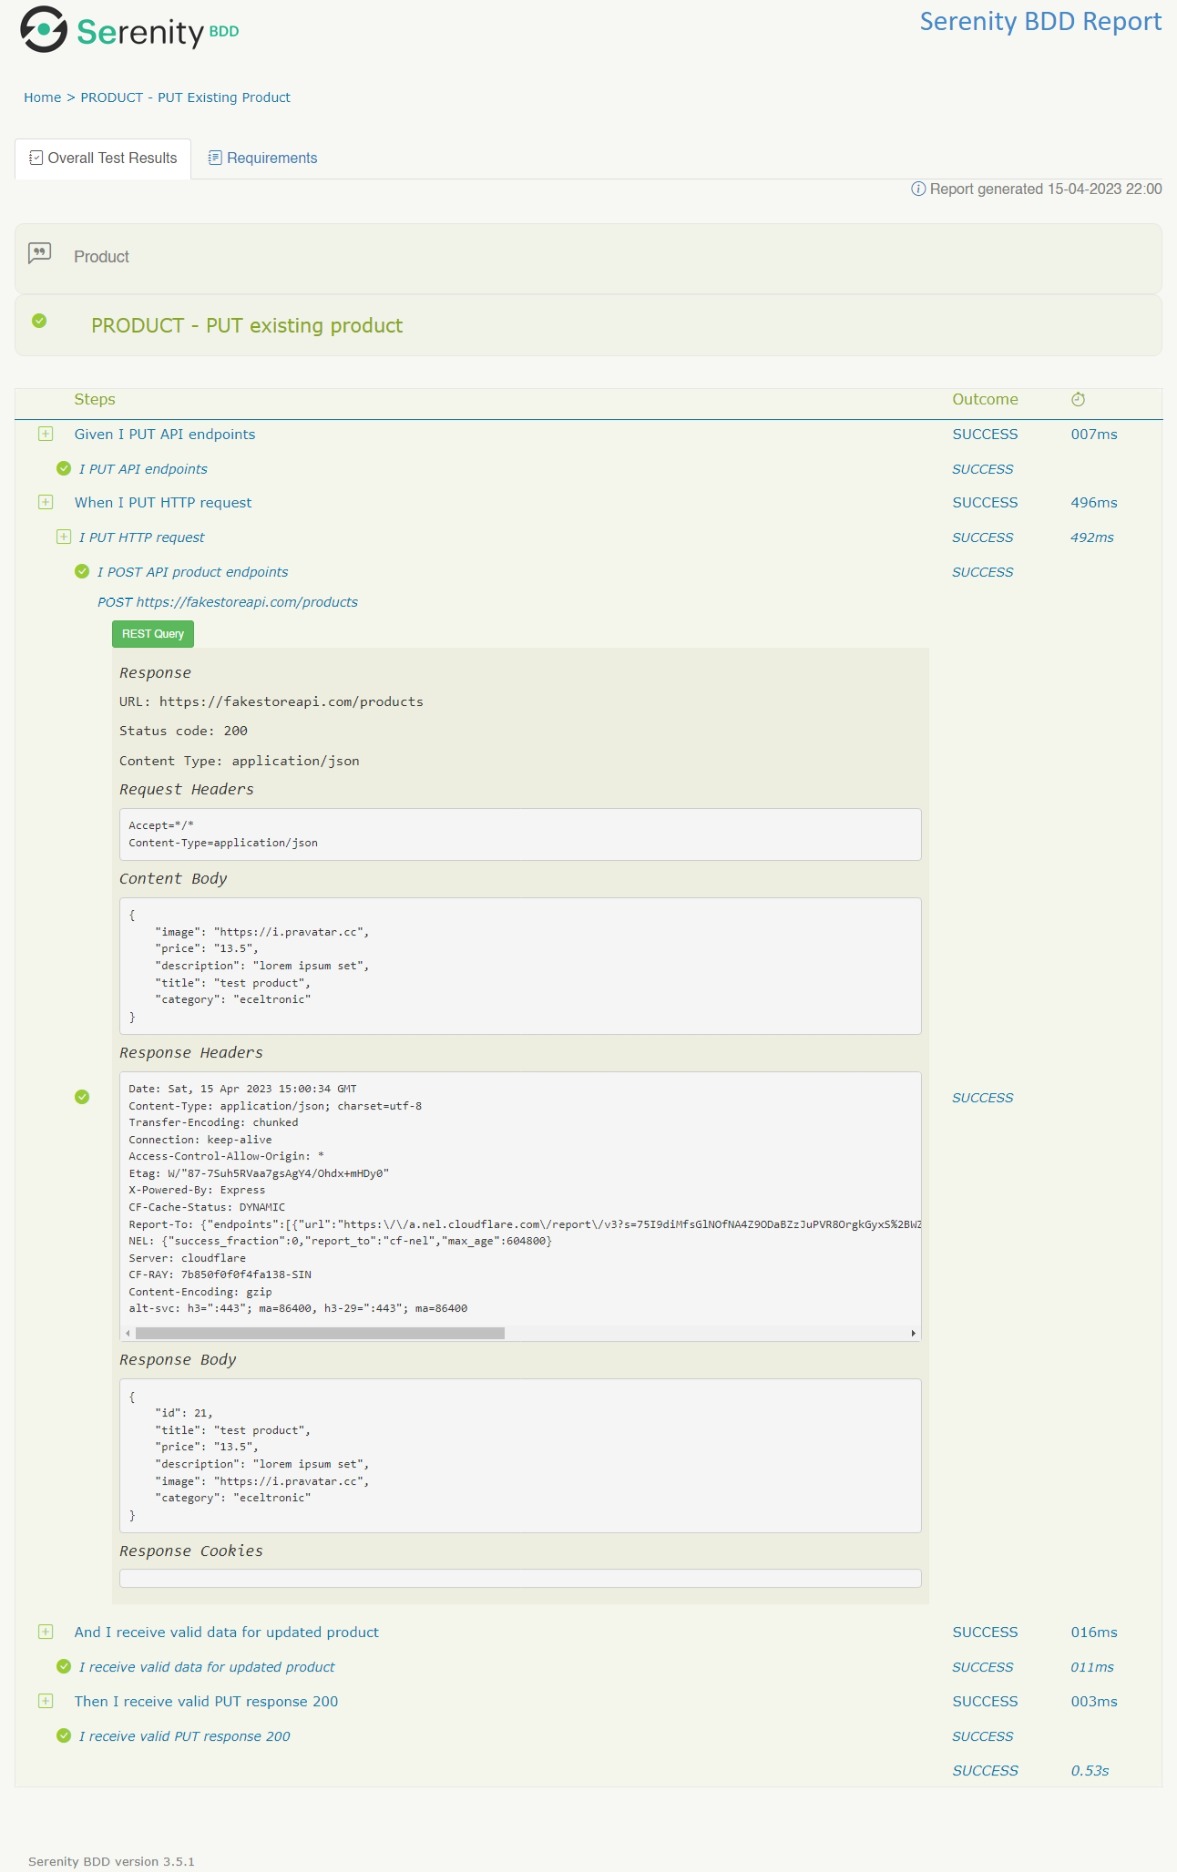 Serenity BDD
Serenity BDD Report
Home > PRODUCT - PUT Existing Product
Overall Test Results
Requirements
Report generated 15-04-2023 22:00
Product
PRODUCT - PUT existing product
Steps Outcome
Given I PUT API endpoints SUCCESS 007ms
I PUT API endpoints SUCCESS
When I PUT HTTP request SUCCESS 496ms
I PUT HTTP request SUCCESS 492ms
I POST API product endpoints SUCCESS
POST https://fakestoreapi.com/products
REST Query
Response
URL: https://fakestoreapi.com/products
Status code: 200
Content Type: application/json
Request Headers
Accept=*/*
Content-Type=application/json
Content Body
{
"image": "https://i.pravatar.cc",
"price": "13.5",
"description": "lorem ipsum set",
"title": "test product",
"category": "eceltronic"
}
Response Headers
Date: Sat, 15 Apr 2023 15:00:34 GMT
Content-Type: application/json; charset=utf-8
Transfer-Encoding: chunked
Connection: keep-alive
Access-Control-Allow-Origin: *
Etag: W/"87-7Suh5RVaa7gsAgY4/Ohdx+mHDy0"
X-Powered-By: Express
CF-Cache-Status: DYNAMIC
Report-To: {"endpoints":[{"url":"https:\/\/a.nel.cloudflare.com\/report\/v3?s=75I9diMfsGlNOfNA4Z9ODaBZzJuPVR8OrgkGyxS%2BWZ
NEL: {"success_fraction":0,"report_to":"cf-nel","max_age":604800}
Server: cloudflare
CF-RAY: 7b850f0f0f4fa138-SIN
Content-Encoding: gzip
alt-svc: h3=":443"; ma=86400, h3-29=":443"; ma=86400
SUCCESS
Response Body
{
"id": 21,
"title": "test product",
"price": "13.5",
"description": "lorem ipsum set",
"image": "https://i.pravatar.cc",
"category": "eceltronic"
}
Response Cookies
And I receive valid data for updated product SUCCESS 016ms
I receive valid data for updated product SUCCESS 011ms
Then I receive valid PUT response 200 SUCCESS 003ms
I receive valid PUT response 200 SUCCESS
SUCCESS 0.53s
Serenity BDD version 3.5.1